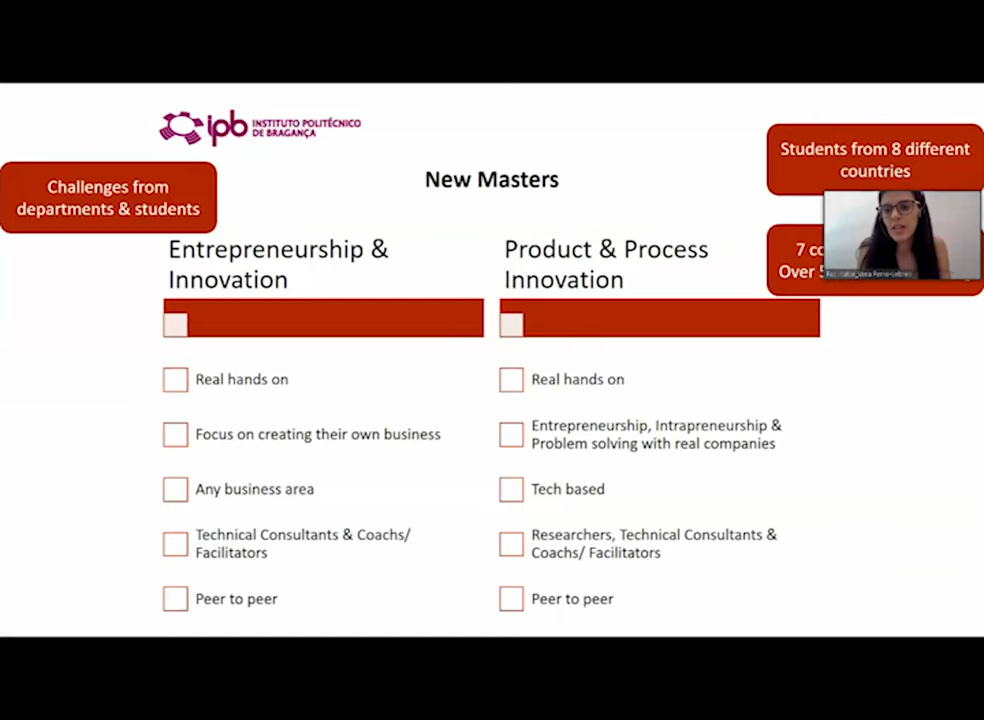 ipb INSTITUTO POLITÉCNICO
DE BRAGANÇA
New Masters
Challenges from
departments & students
Students from 8 different
countries
7
Over
Entrepreneurship &
Innovation
Real hands on
Focus on creating their own business
Any business area
Technical Consultants & Coachs/
Facilitators
Peer to peer
Product & Process
Innovation
Real hands on
Entrepreneurship, Intrapreneurship &
Problem solving with real companies
Tech based
Researchers, Technical Consultants &
Coachs/ Facilitators
Peer to peer